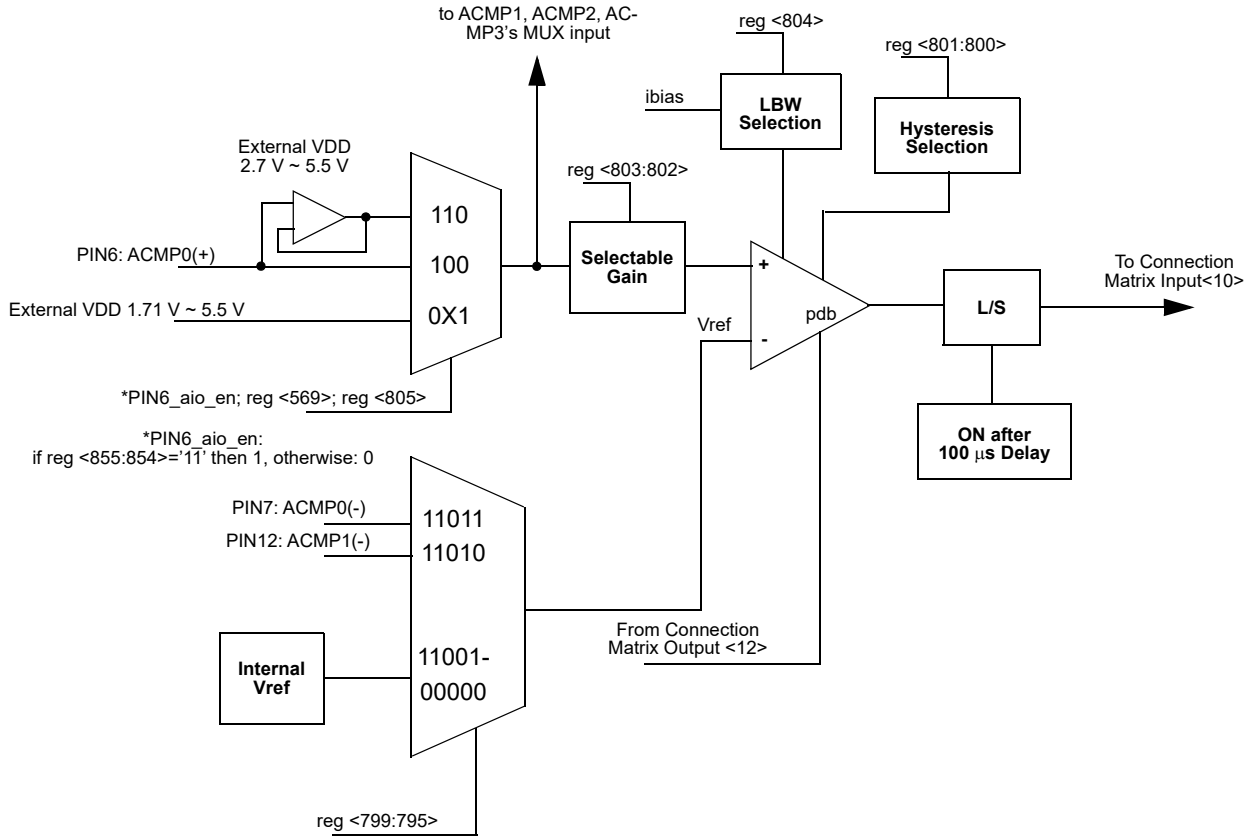 to ACMP1, ACMP2, AC-
MP3's MUX input
reg <804>
reg <801:800>
ibias
LBW
Selection
Hysteresis
Selection
External VDD
2.7 V ~ 5.5 V
reg <803:802>
110
PIN6: ACMP0(+)
100
Selectable
Gain
+
To Connection
Matrix Input<10>
External VDD 1.71 V ~ 5.5 V
0X1
Vref
pdb
-
L/S
*PIN6_aio_en; reg <569>; reg <805>
*PIN6_aio_en:
if reg <855:854>='11' then 1, otherwise: 0
ON after
100 µs Delay
PIN7: ACMP0(-)
11011
PIN12: ACMP1(-)
11010
From Connection
Matrix Output <12>
Internal
Vref
11001-
00000
reg <799:795>